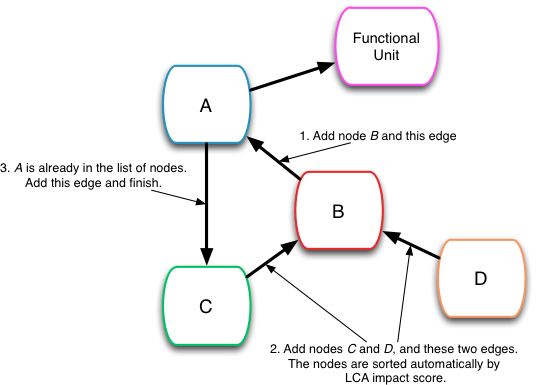 Functional
Unit
A
1. Add node B and this edge
3. A is already in the list of nodes.
Add this edge and finish.
B
D
C
2. Add nodes C and D, and these two edges.
The nodes are sorted automatically by
LCA impact score.